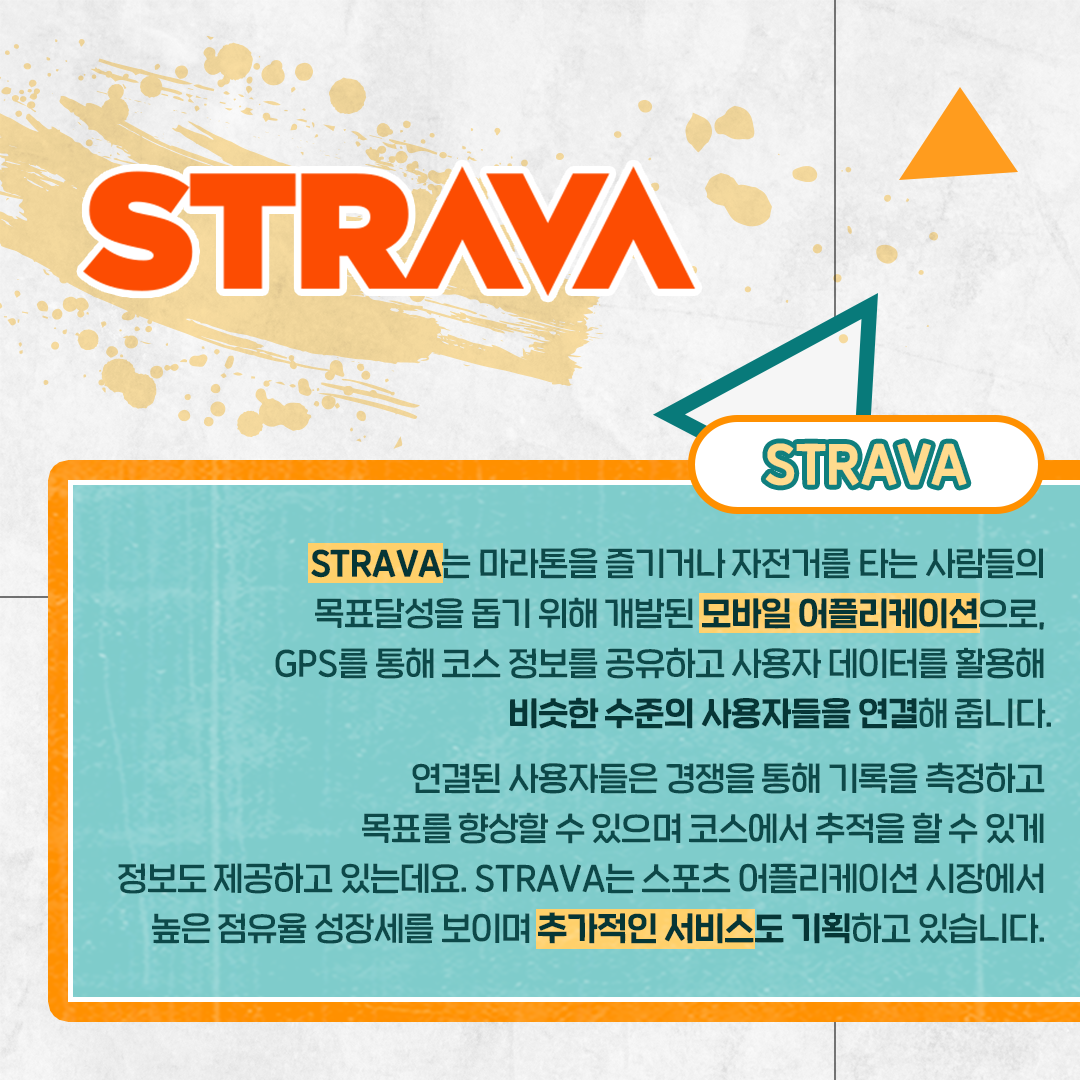 STRAVA
STRAVA
STRAVA는 마라톤을 즐기거나 자전거를 타는 사람들의
목표달성을 돕기 위해 개발된 모바일 어플리케이션으로,
GPS를 통해 코스 정보를 공유하고 사용자 데이터를 활용해
비슷한 수준의 사용자들을 연결해 줍니다.
연결된 사용자들은 경쟁을 통해 기록을 측정하고
목표를 향상할 수 있으며 코스에서 추적을 할 수 있게
정보도 제공하고 있는데요. STRAVA는 스포츠 어플리케이션 시장에서
높은 점유율 성장세를 보이며 추가적인 서비스도 기획하고 있습니다.